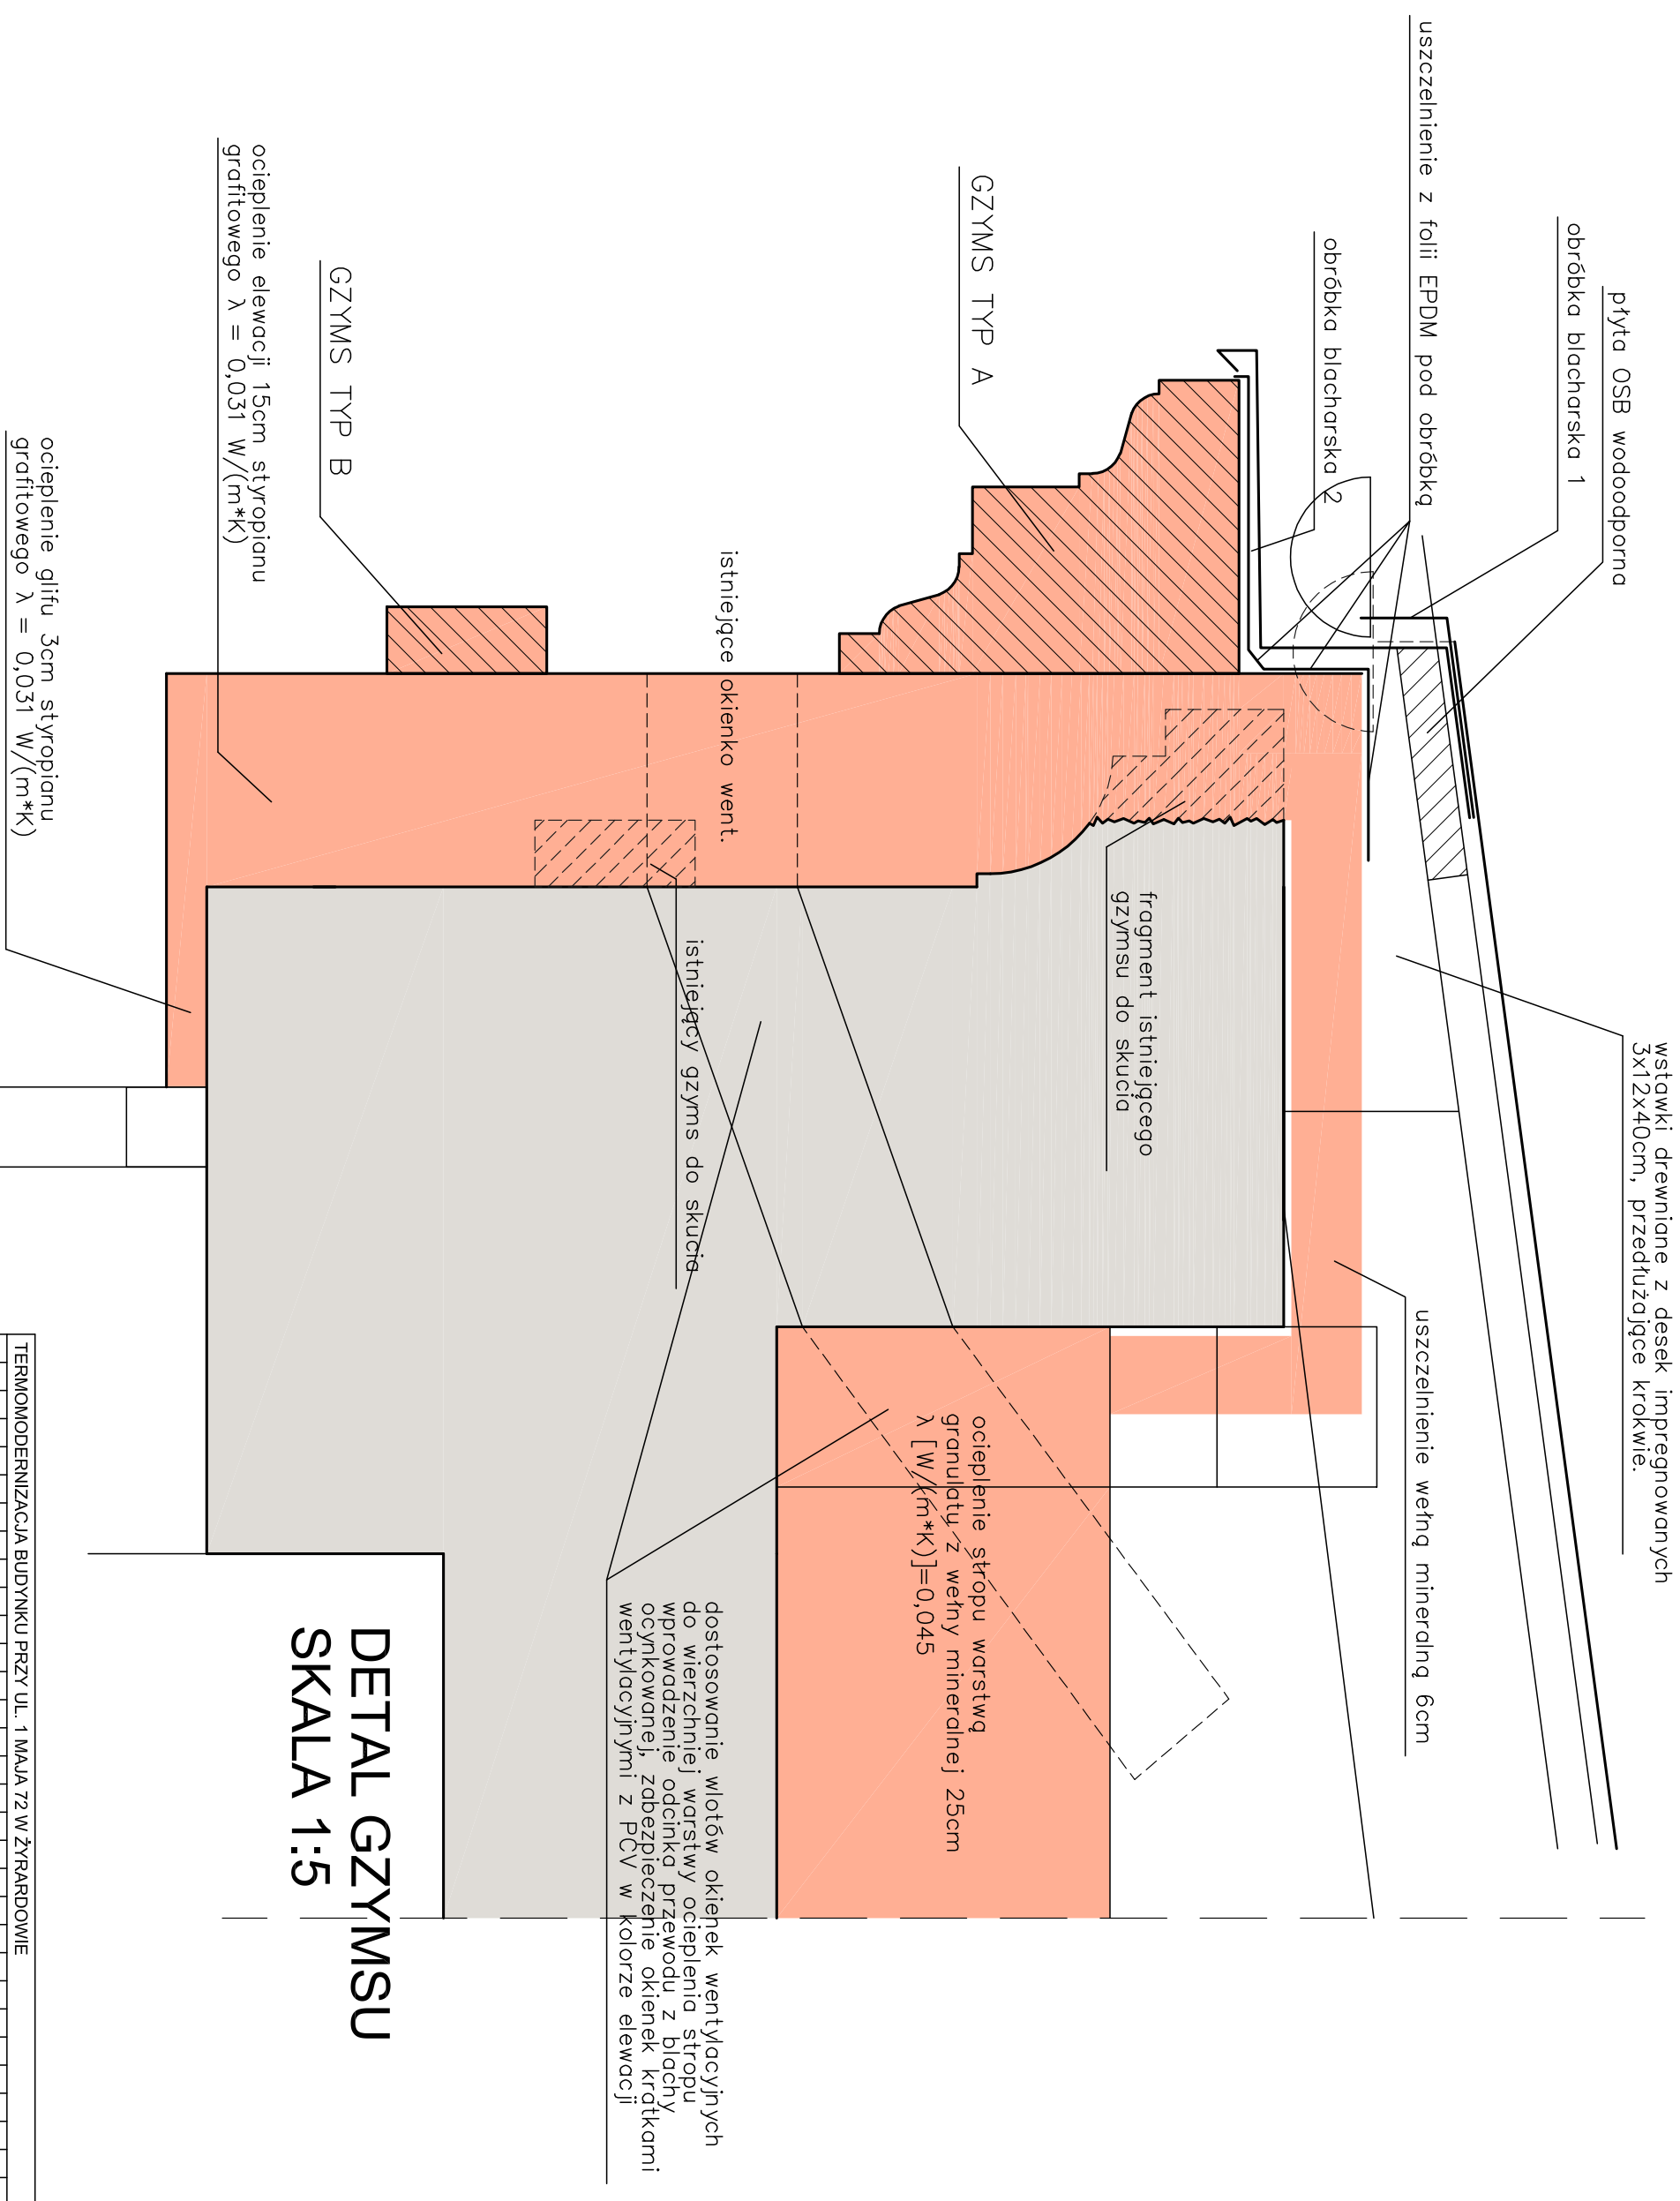 wstawki drewniane z desek impregnowanych
3x12x40cm, przedłużające krokwie.
płyta OSB wodoodporna
obróbka blacharska 1
uszczelnienie z folii EPDM pod obróbką
uszczelnienie wełną mineralną 6cm
obróbka blacharska 2
fragment istniejącego
gzymsu do skucia
GZYMS TYP A
ocieplenie stropu warstwą
granulatu z wełny mineralnej 25cm
λ [W/(m*K)]=0,045
istniejące okienko went.
istniejący gzyms do skucia
dostosowanie wlotów okienek wentylacyjnych
do wierzchniej warstwy ocieplenia stropu
wprowadzenie odcinka przewodu z blachy
ocynkowanej, zabezpieczenie okienek kratkami
wentylacyjnymi z PCV w kolorze elewacji
GZYMS TYP B
ocieplenie elewacji 15cm styropianu
grafitowego λ = 0,031 W/(m*K)
DETAL GZYMSU
SKALA 1:5
ocieplenie glifu 3cm styropianu
grafitowego λ = 0,031 W/(m*K)
TERMOMODERNIZACJA BUDYNKU PRZY UL. 1 MAJA 72 W ŻYRARDOWIE